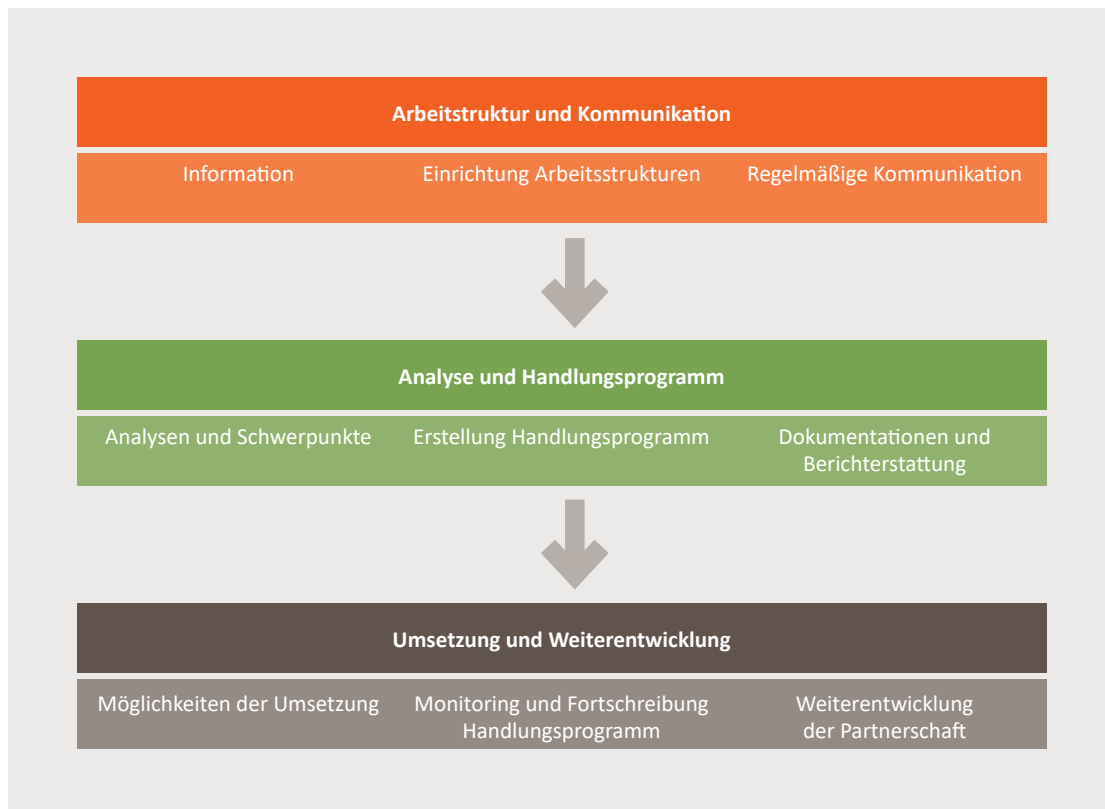 Arbeitstruktur und Kommunikation
Information
Einrichtung Arbeitsstrukturen
Regelmäßige Kommunikation
Analyse und Handlungsprogramm
Analysen und Schwerpunkte
Erstellung Handlungsprogramm
Dokumentationen und
Berichterstattung
Umsetzung und Weiterentwicklung
Möglichkeiten der Umsetzung
Monitoring und Fortschreibung
Handlungsprogramm
Weiterentwicklung
der Partnerschaft